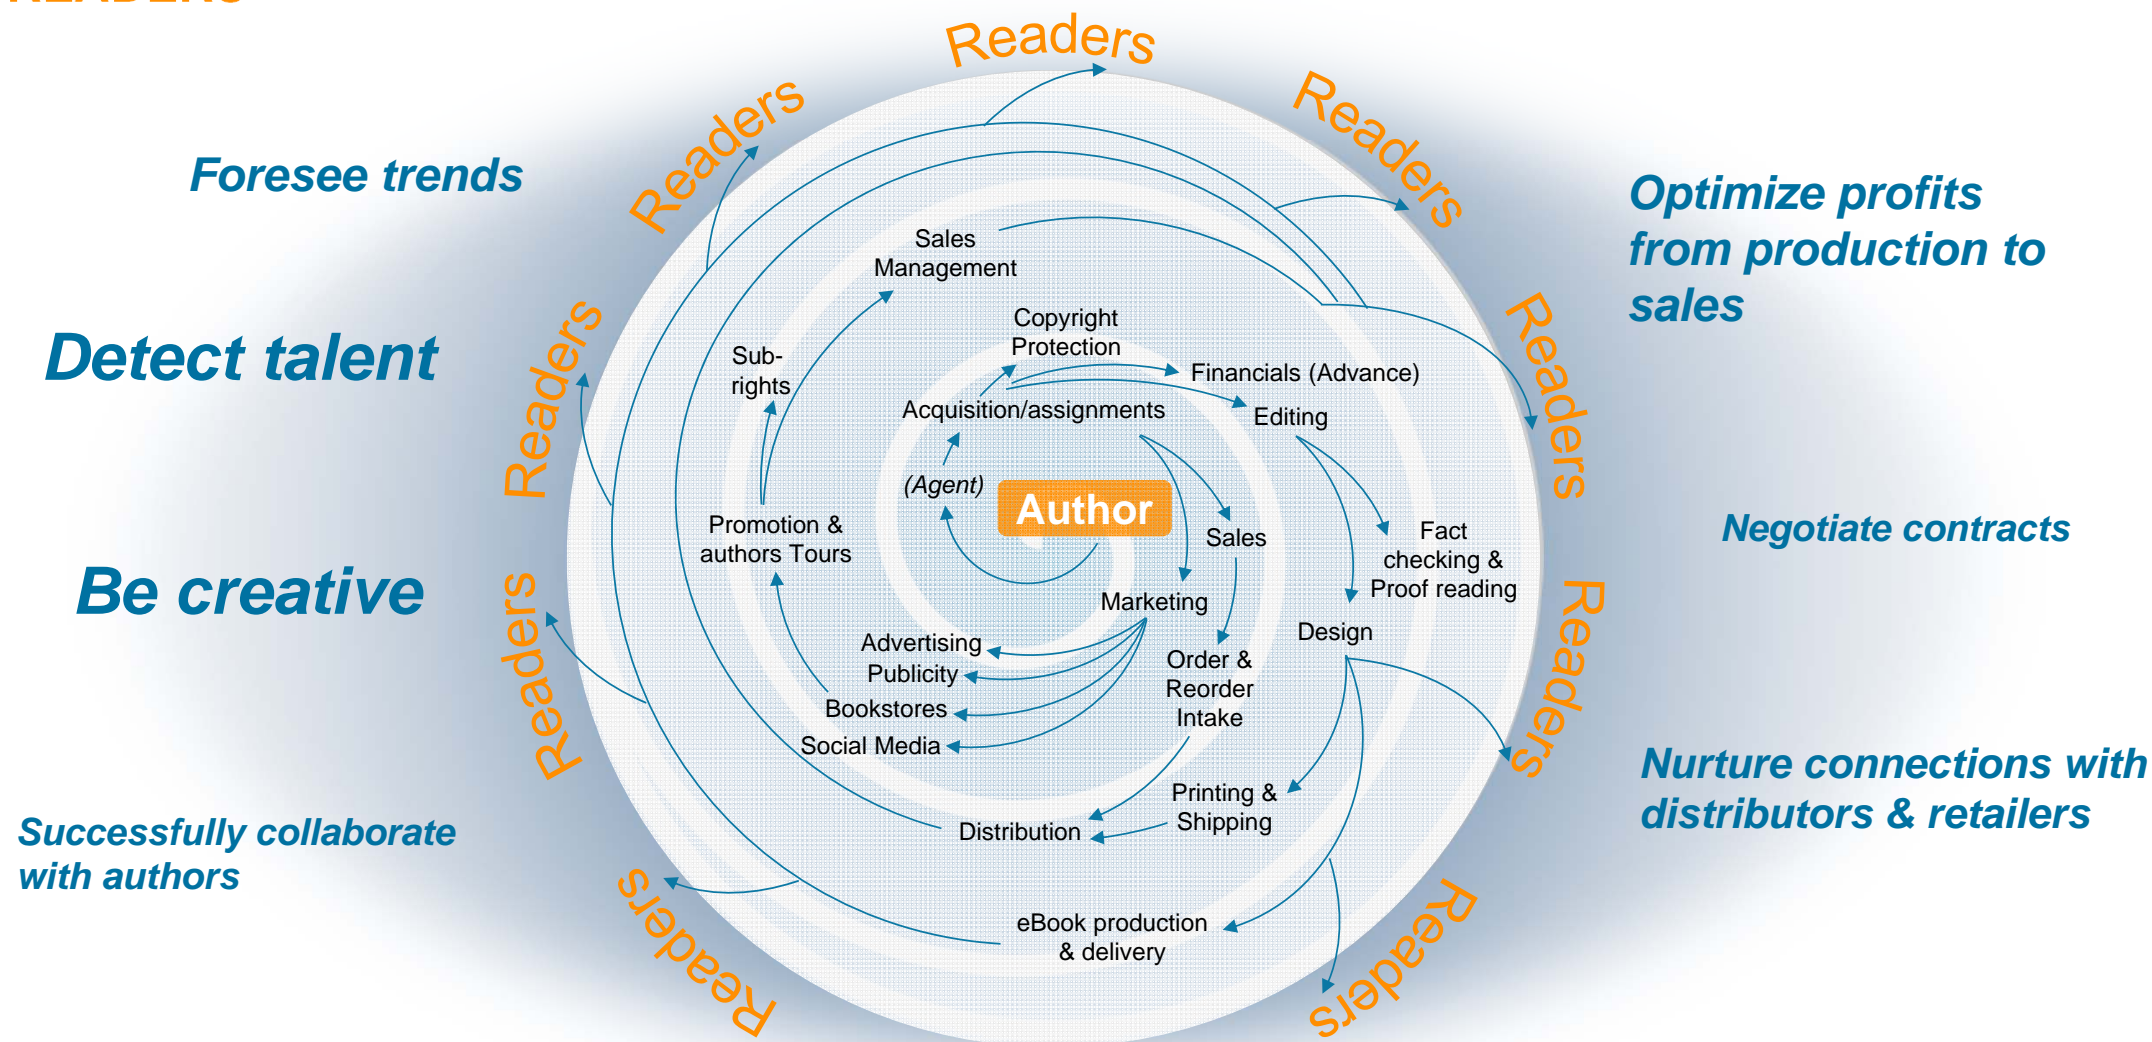 Readers
Readers
Readers
Readers
Readers
Readers
Readers
Readers
Readers
Readers
Foresee trends
Detect talent
Be creative
Successfully collaborate
with authors
Optimize profits
from production to
sales
Negotiate contracts
Nurture connections with
distributors & retailers
Sales
Management
Copyright
Protection
Sub-
rights
Financials (Advance)
Acquisition/assignments
Editing
(Agent)
Author
Promotion &
authors Tours
Sales
Fact
checking &
Proof reading
Marketing
Design
Advertising
Publicity
Bookstores
Social Media
Order &
Reorder
Intake
Printing &
Shipping
Distribution
eBook production
& delivery